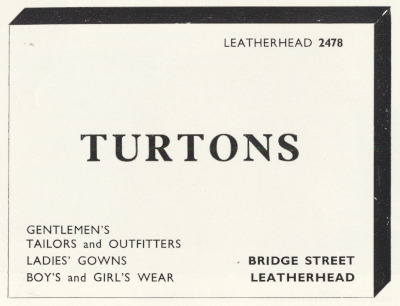 LEATHERHEAD 2478
TURTONS
GENTLEMEN'S
TAILORS and OUTFITTERS
LADIES' GOWNS
BOY'S and GIRL'S WEAR
BRIDGE STREET
LEATHERHEAD